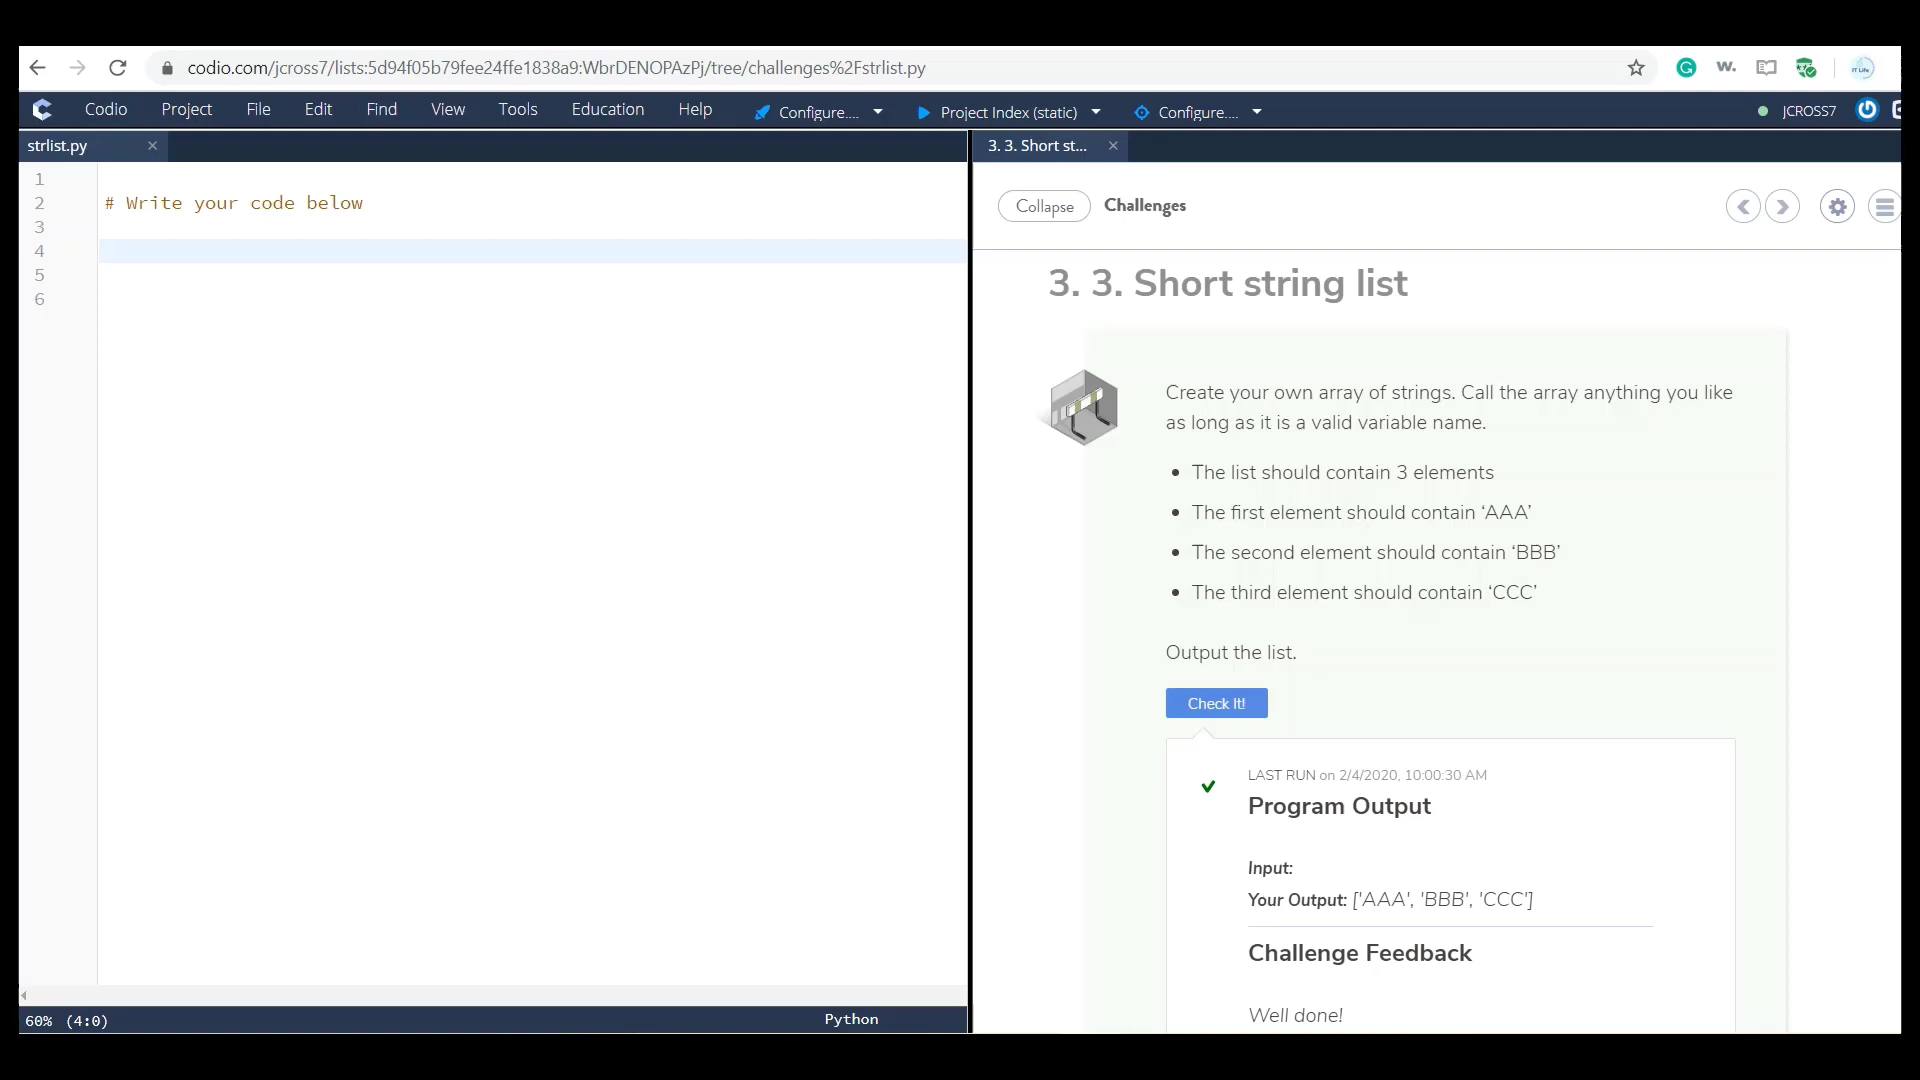 codio.com/jcross7/lists:5d94f05b79fee24ffe1838a9:WbrDENOPAzPj/tree/challenges%2Fstrlist.py
Codio Project File Edit Find View Tools Education Help Configure.... Project Index (static) Configure.... JCROSS7
strlist.py
3. 3. Short st...
1
2 # Write your code below
3
4
5
6
Collapse Challenges
3. 3. Short string list
Create your own array of strings. Call the array anything you like
as long as it is a valid variable name.
• The list should contain 3 elements
• The first element should contain ‘AAA’
• The second element should contain ‘BBB’
• The third element should contain ‘CCC’
Output the list.
Check It!
LAST RUN on 2/4/2020, 10:00:30 AM
Program Output
Input:
Your Output: ['AAA', 'BBB', 'CCC']
Challenge Feedback
Well done!
60% (4:0) Python